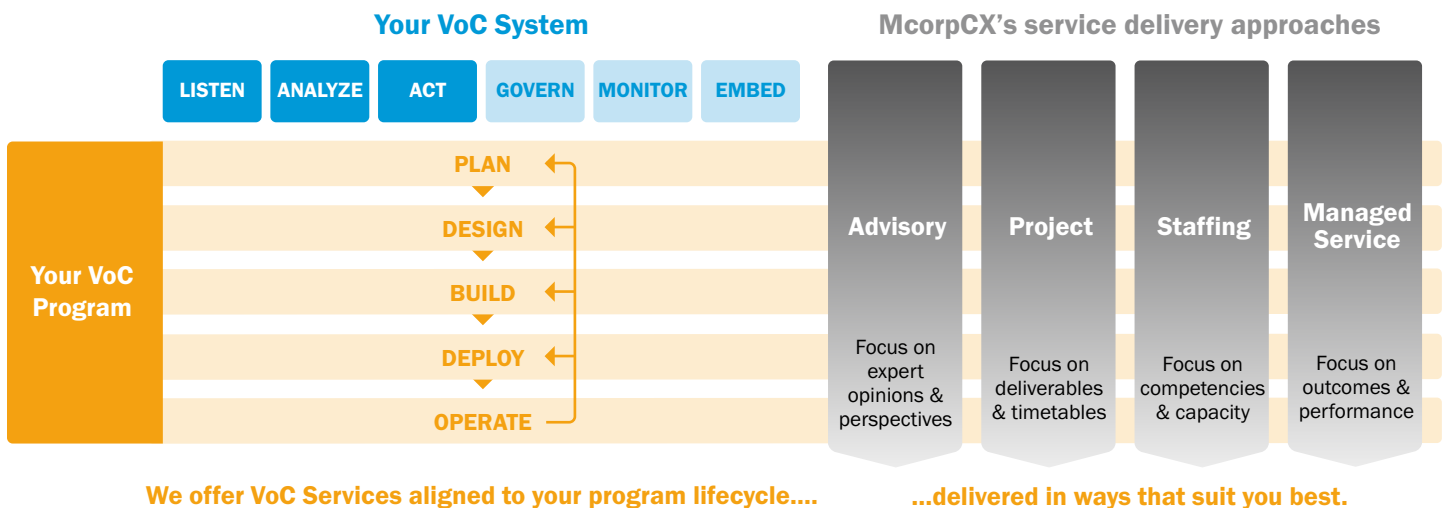 Your VoC System
McorpCX’s service delivery approaches
LISTEN
ANALYZE
ACT
GOVERN
MONITOR
EMBED
Your VoC
Program
PLAN
DESIGN
BUILD
DEPLOY
OPERATE
Advisory
Focus on
expert
opinions &
perspectives
Project
Focus on
deliverables
& timetables
Staffing
Focus on
competencies
& capacity
Managed
Service
Focus on
outcomes &
performance
We offer VoC Services aligned to your program lifecycle....
...delivered in ways that suit you best.